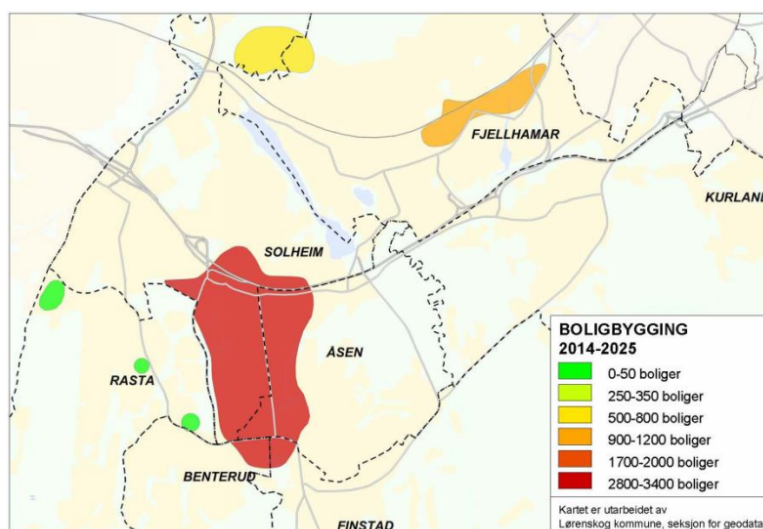 FJELLHAMAR
KURLAND
SOLHEIM
ÅSEN
RASTA
BENTERUD
FINSTAD
BOLIGBYGGING
2014-2025
0-50 boliger
250-350 boliger
500-800 boliger
900-1200 boliger
1700-2000 boliger
2800-3400 boliger
Kartet er utarbeidet av
Lørenskog kommune, seksjon for geodata